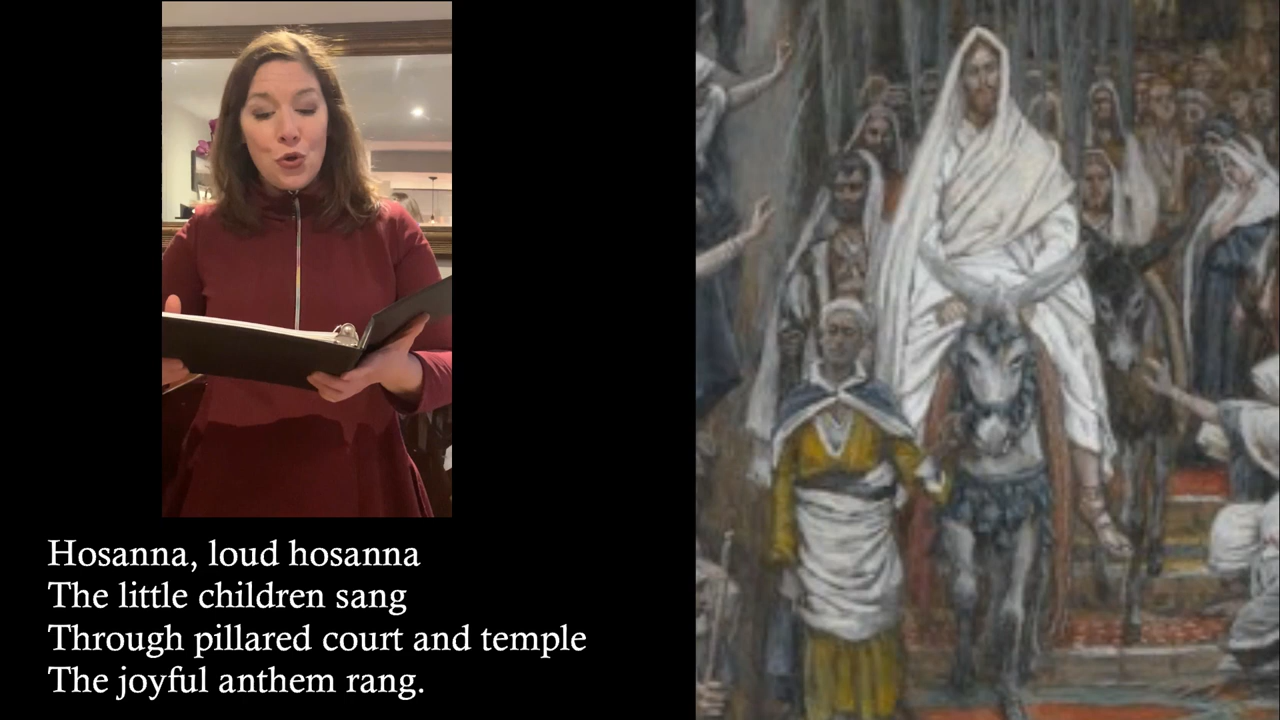 Hosanna, loud hosanna
The little children sang
Through pillared court and temple
The joyful anthem rang.